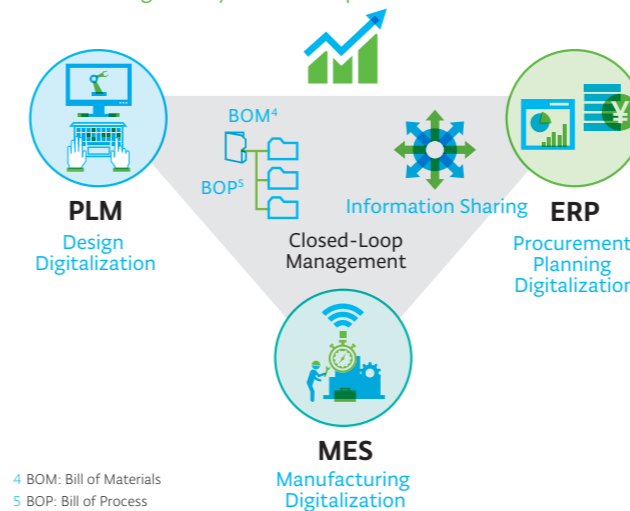 BOM4
BOP5
Information Sharing
Closed-Loop
Management
PLM
Design
Digitalization
¥
ERP
Procurement
Planning
Digitalization
MES
Manufacturing
Digitalization
4 BOM: Bill of Materials
5 BOP: Bill of Process